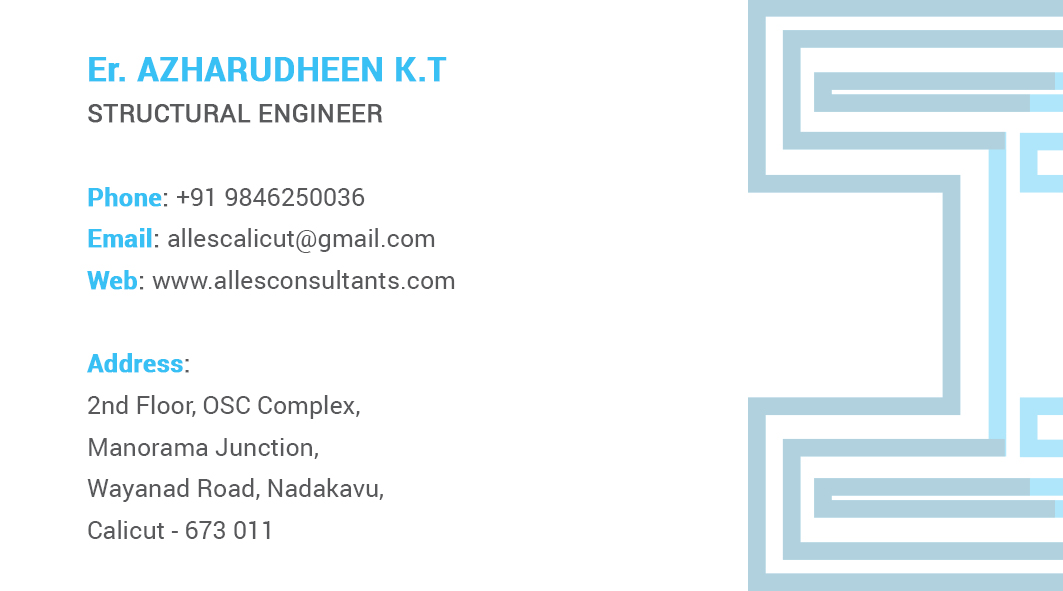 Er. AZHARUDHEEN K.T
STRUCTURAL ENGINEER
Phone: +91 9846250036
Email: allescalicut@gmail.com
Web: www.allesconsultants.com
Address:
2nd Floor, OSC Complex,
Manorama Junction,
Wayanad Road, Nadakavu,
Calicut - 673 011